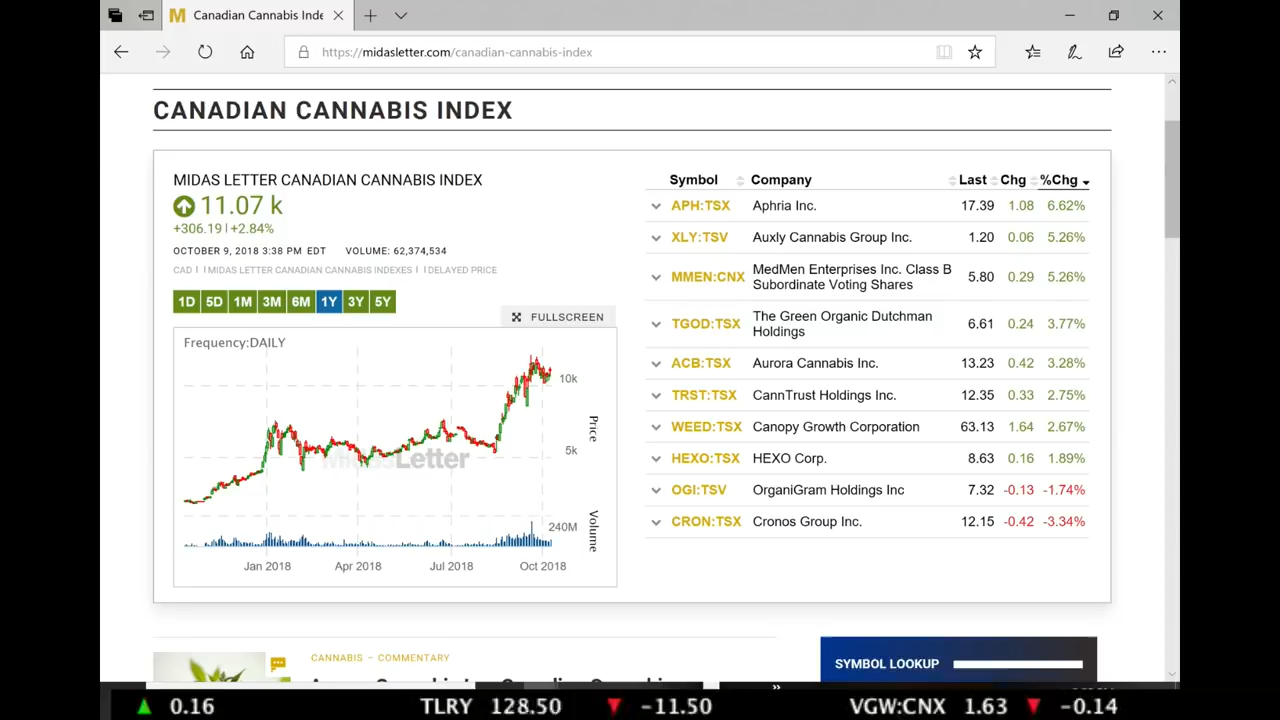 Canadian Cannabis Inde
https://midasletter.com/canadian-cannabis-index
CANADIAN CANNABIS INDEX
MIDAS LETTER CANADIAN CANNABIS INDEX
11.07 k
+306.19 | +2.84%
OCTOBER 9, 2018 3:38 PM EDT VOLUME: 62,374,534
CAD | | MIDAS LETTER CANADIAN CANNABIS INDEXES | | DELAYED PRICE
1D 5D 1M 3M 6M 1Y 3Y 5Y
FULLSCREEN
Frequency:DAILY
10k
Price
5k
MidasLetter
240M
Volume
Jan 2018 Apr 2018 Jul 2018 Oct 2018
Symbol Company Last Chg %Chg
APH:TSX Aphria Inc. 17.39 1.08 6.62%
XLY:TSV Auxly Cannabis Group Inc. 1.20 0.06 5.26%
MMEN:CNX MedMen Enterprises Inc. Class B
Subordinate Voting Shares 5.80 0.29 5.26%
TGOD:TSX The Green Organic Dutchman
Holdings 6.61 0.24 3.77%
ACB:TSX Aurora Cannabis Inc. 13.23 0.42 3.28%
TRST:TSX CannTrust Holdings Inc. 12.35 0.33 2.75%
WEED:TSX Canopy Growth Corporation 63.13 1.64 2.67%
HEXO:TSX HEXO Corp. 8.63 0.16 1.89%
OGI:TSV OrganiGram Holdings Inc 7.32 -0.13 -1.74%
CRON:TSX Cronos Group Inc. 12.15 -0.42 -3.34%
CANNABIS – COMMENTARY
SYMBOL LOOKUP
0.16 TLRY 128.50 -11.50 VGW:CNX 1.63 -0.14